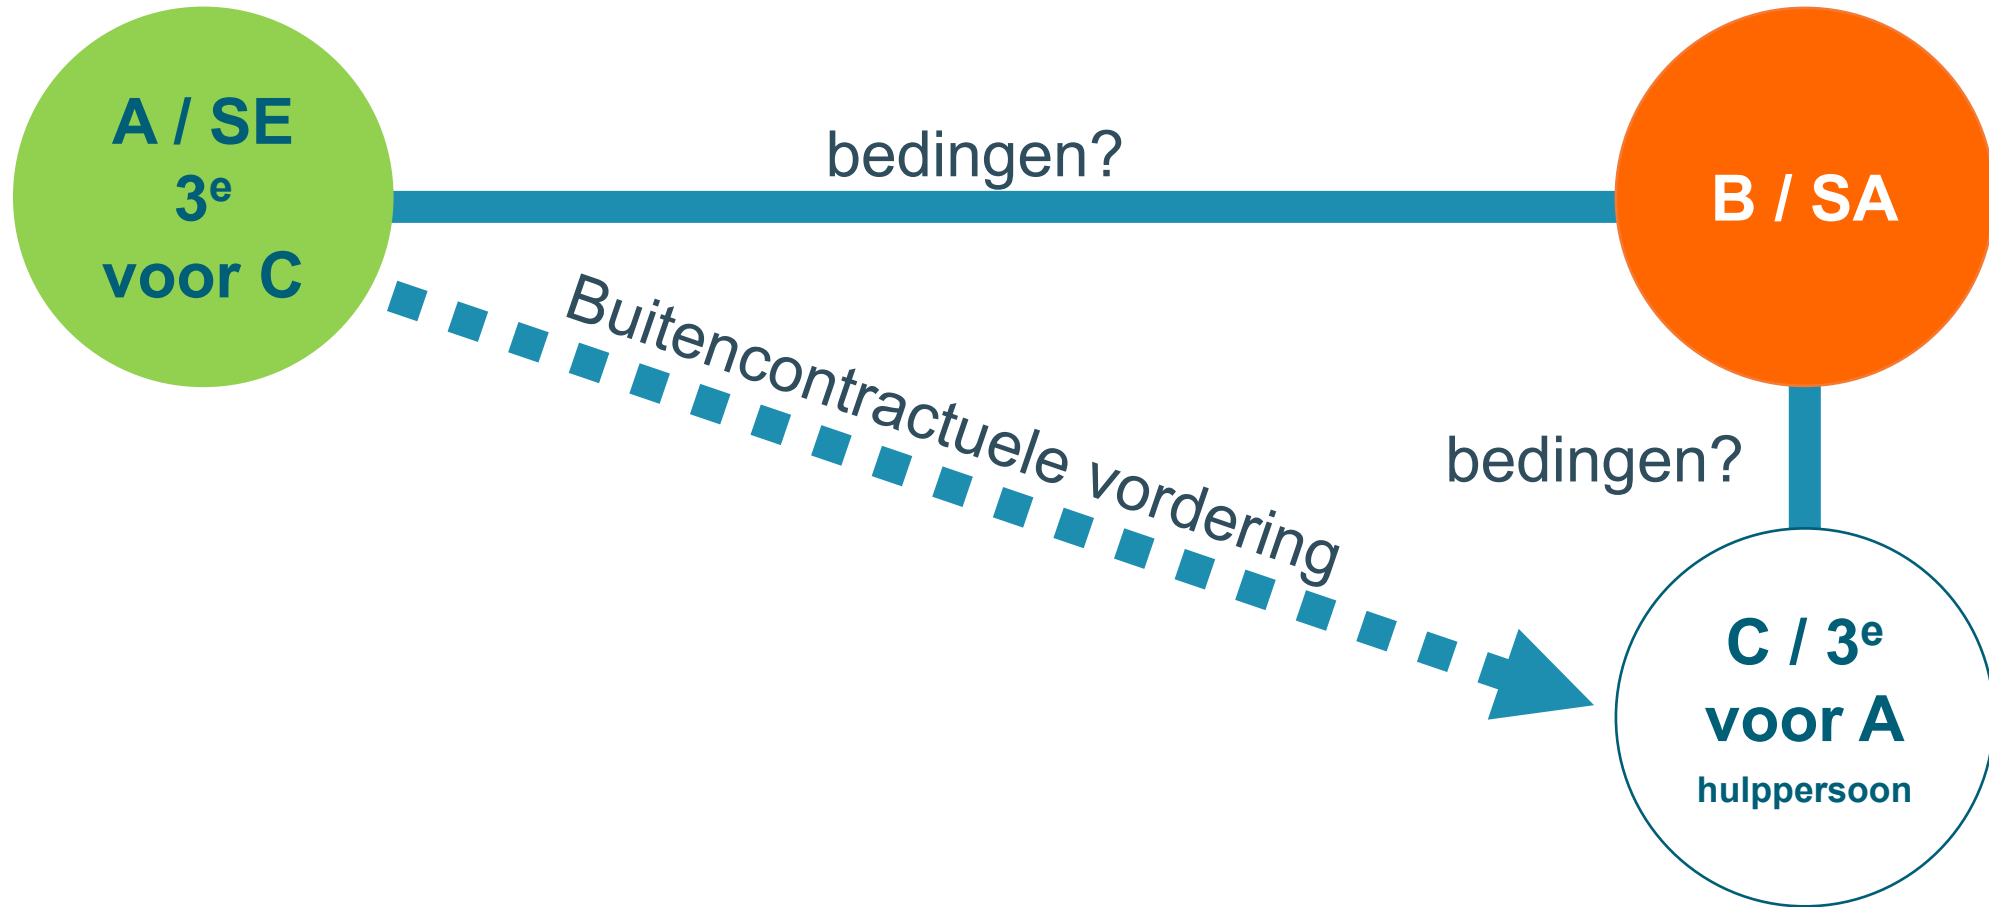 A / SE
3e
voor C
bedingen?
B / SA
Buitencontractuele vordering
bedingen?
C / 3e
voor A
hulppersoon